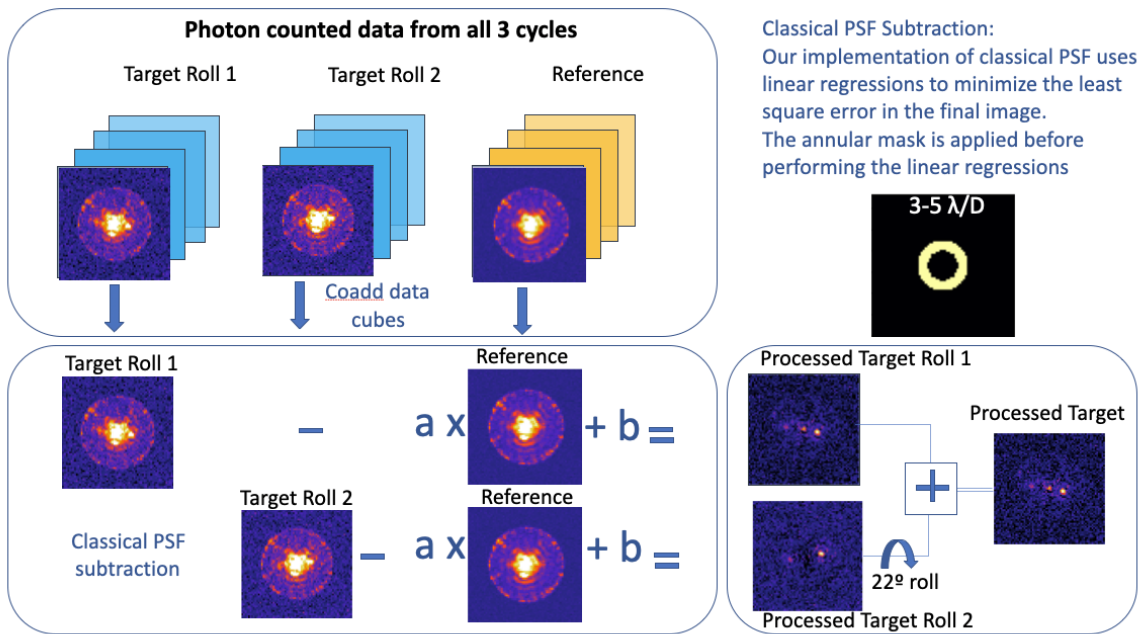 Photon counted data from all 3 cycles
Target Roll 1
Target Roll 2
Reference
Coadd data
cubes
Classical PSF Subtraction:
Our implementation of classical PSF uses
linear regressions to minimize the least
square error in the final image.
The annular mask is applied before
performing the linear regressions
3-5 λ/D
Target Roll 1
Reference
– a x + b =
Target Roll 2
Reference
– a x + b =
Classical PSF
subtraction
Processed Target Roll 1
Processed Target
+
22º roll
Processed Target Roll 2